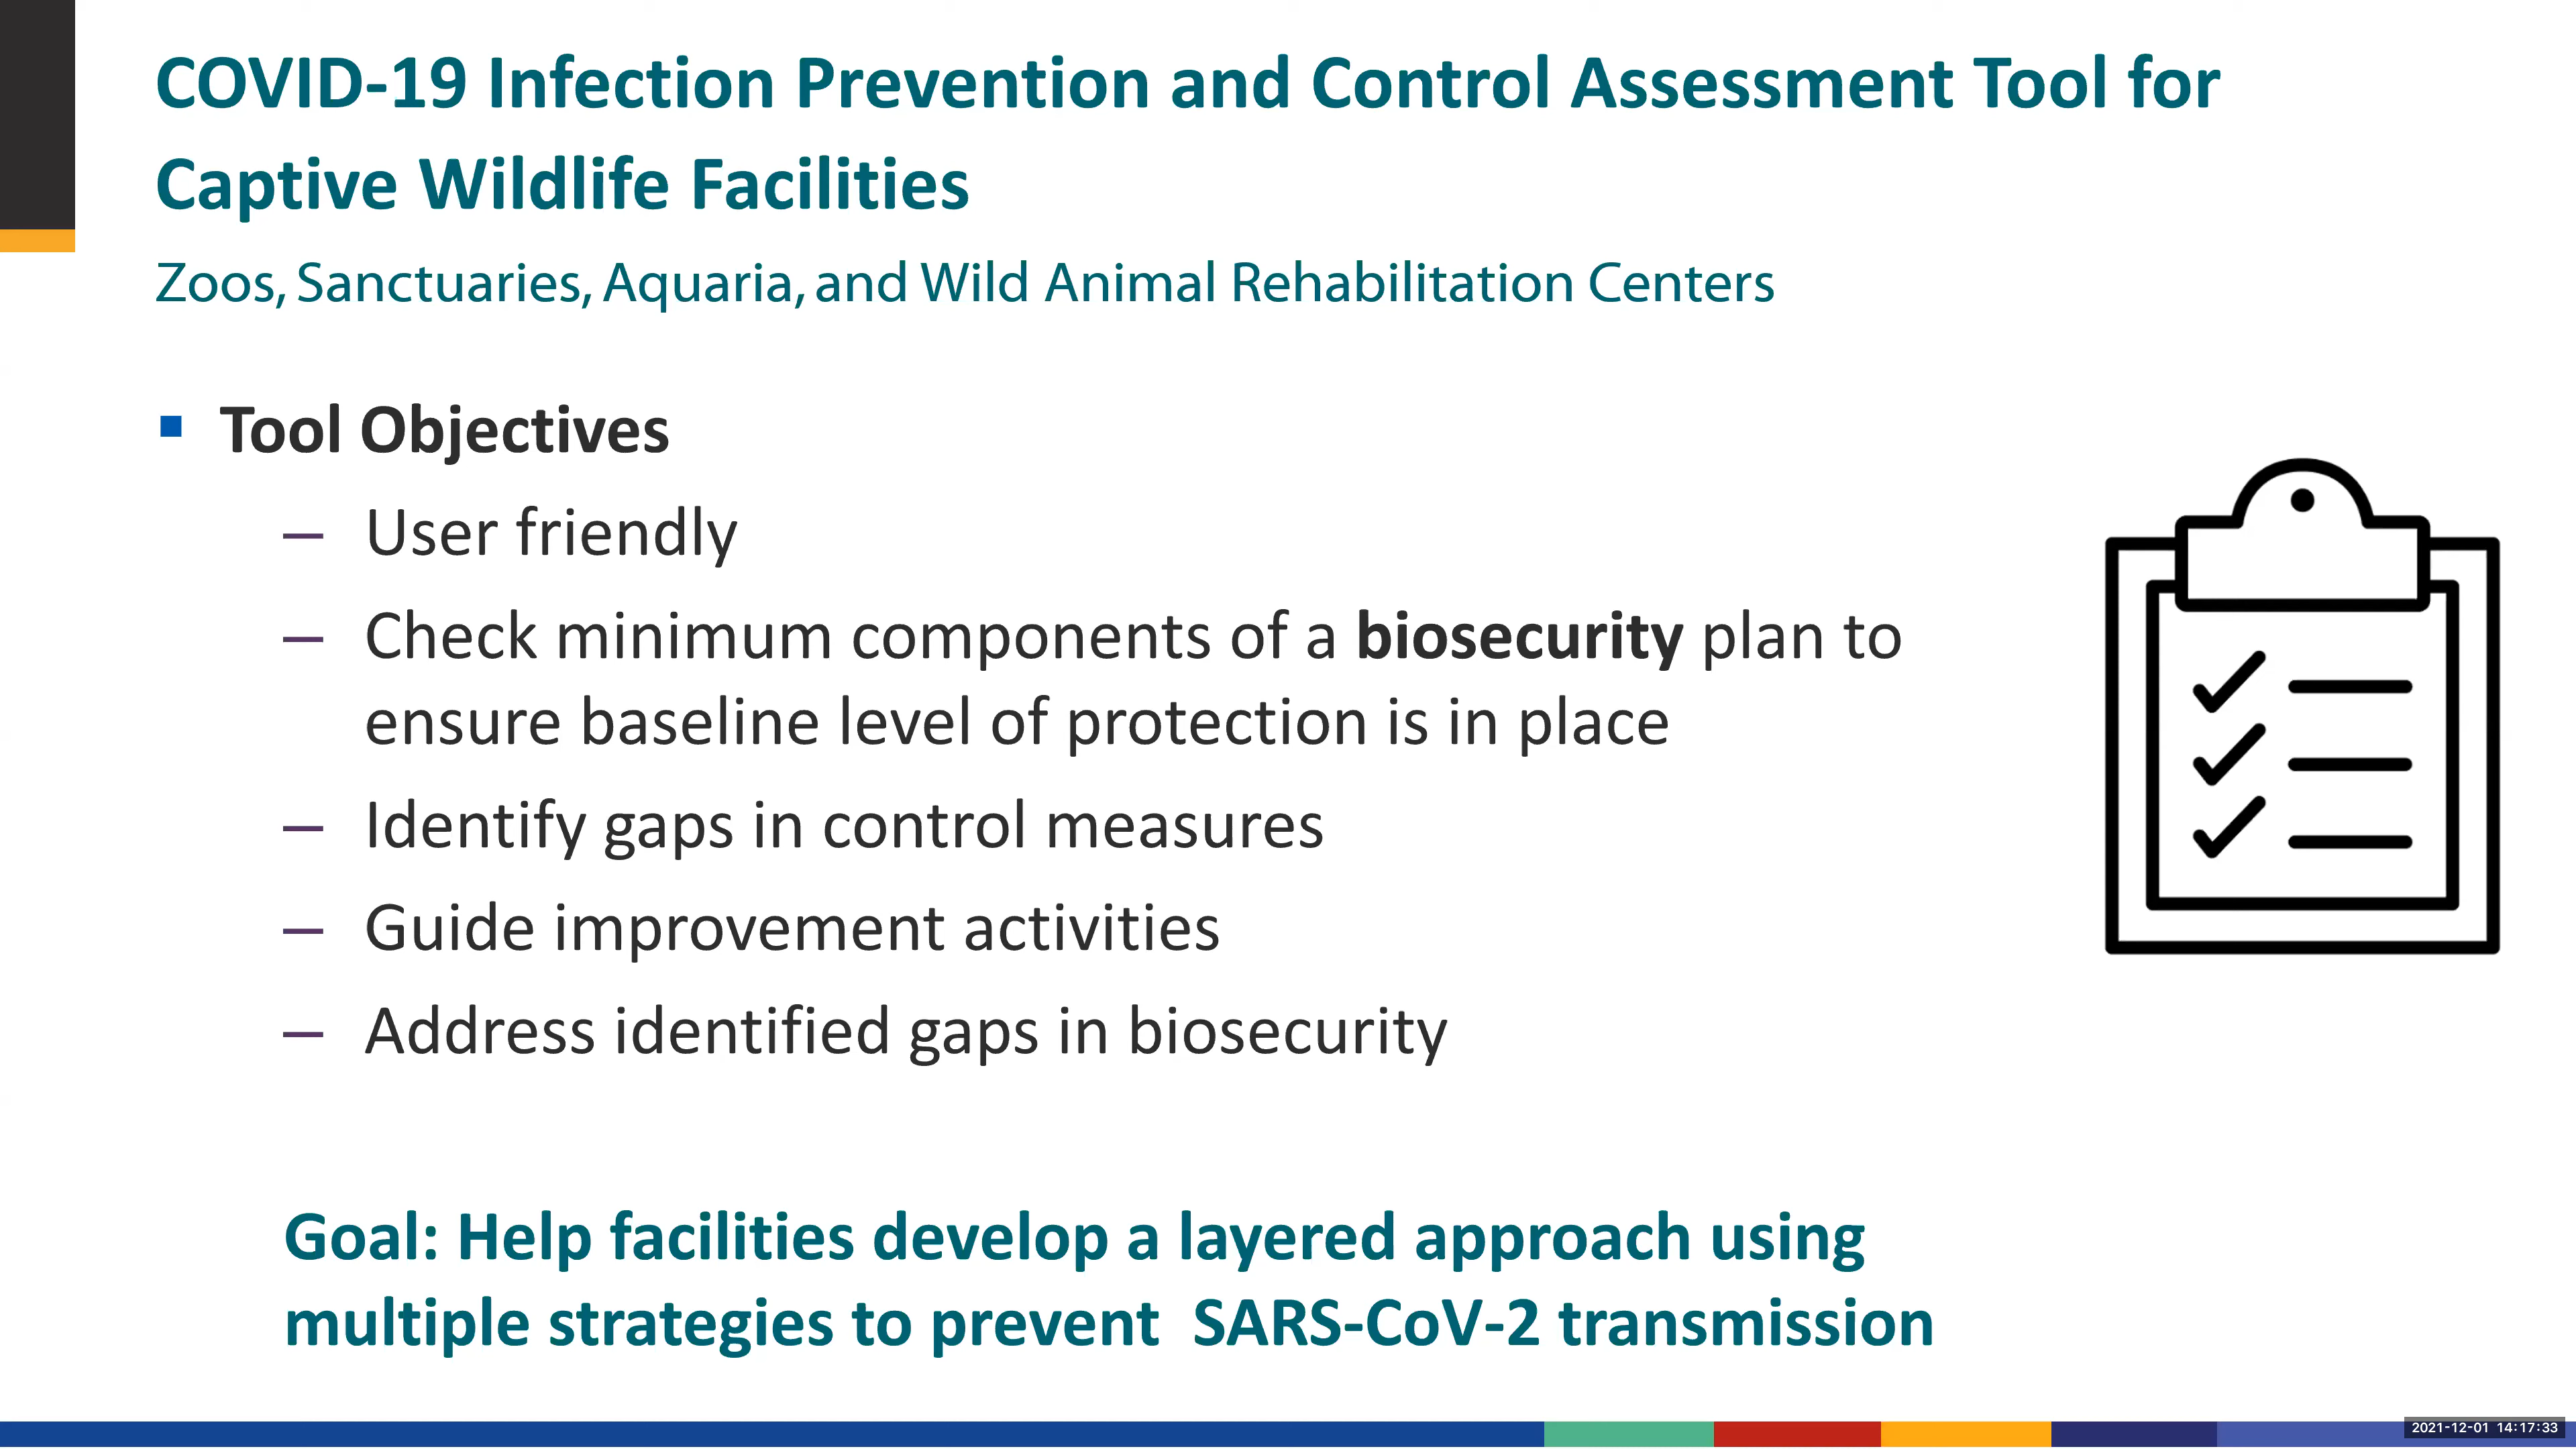 COVID-19 Infection Prevention and Control Assessment Tool for
Captive Wildlife Facilities
Zoos, Sanctuaries, Aquaria, and Wild Animal Rehabilitation Centers
▪ Tool Objectives
– User friendly
– Check minimum components of a biosecurity plan to
ensure baseline level of protection is in place
– Identify gaps in control measures
– Guide improvement activities
– Address identified gaps in biosecurity
Goal: Help facilities develop a layered approach using
multiple strategies to prevent  SARS-CoV-2 transmission
2021-12-01 14:17:33